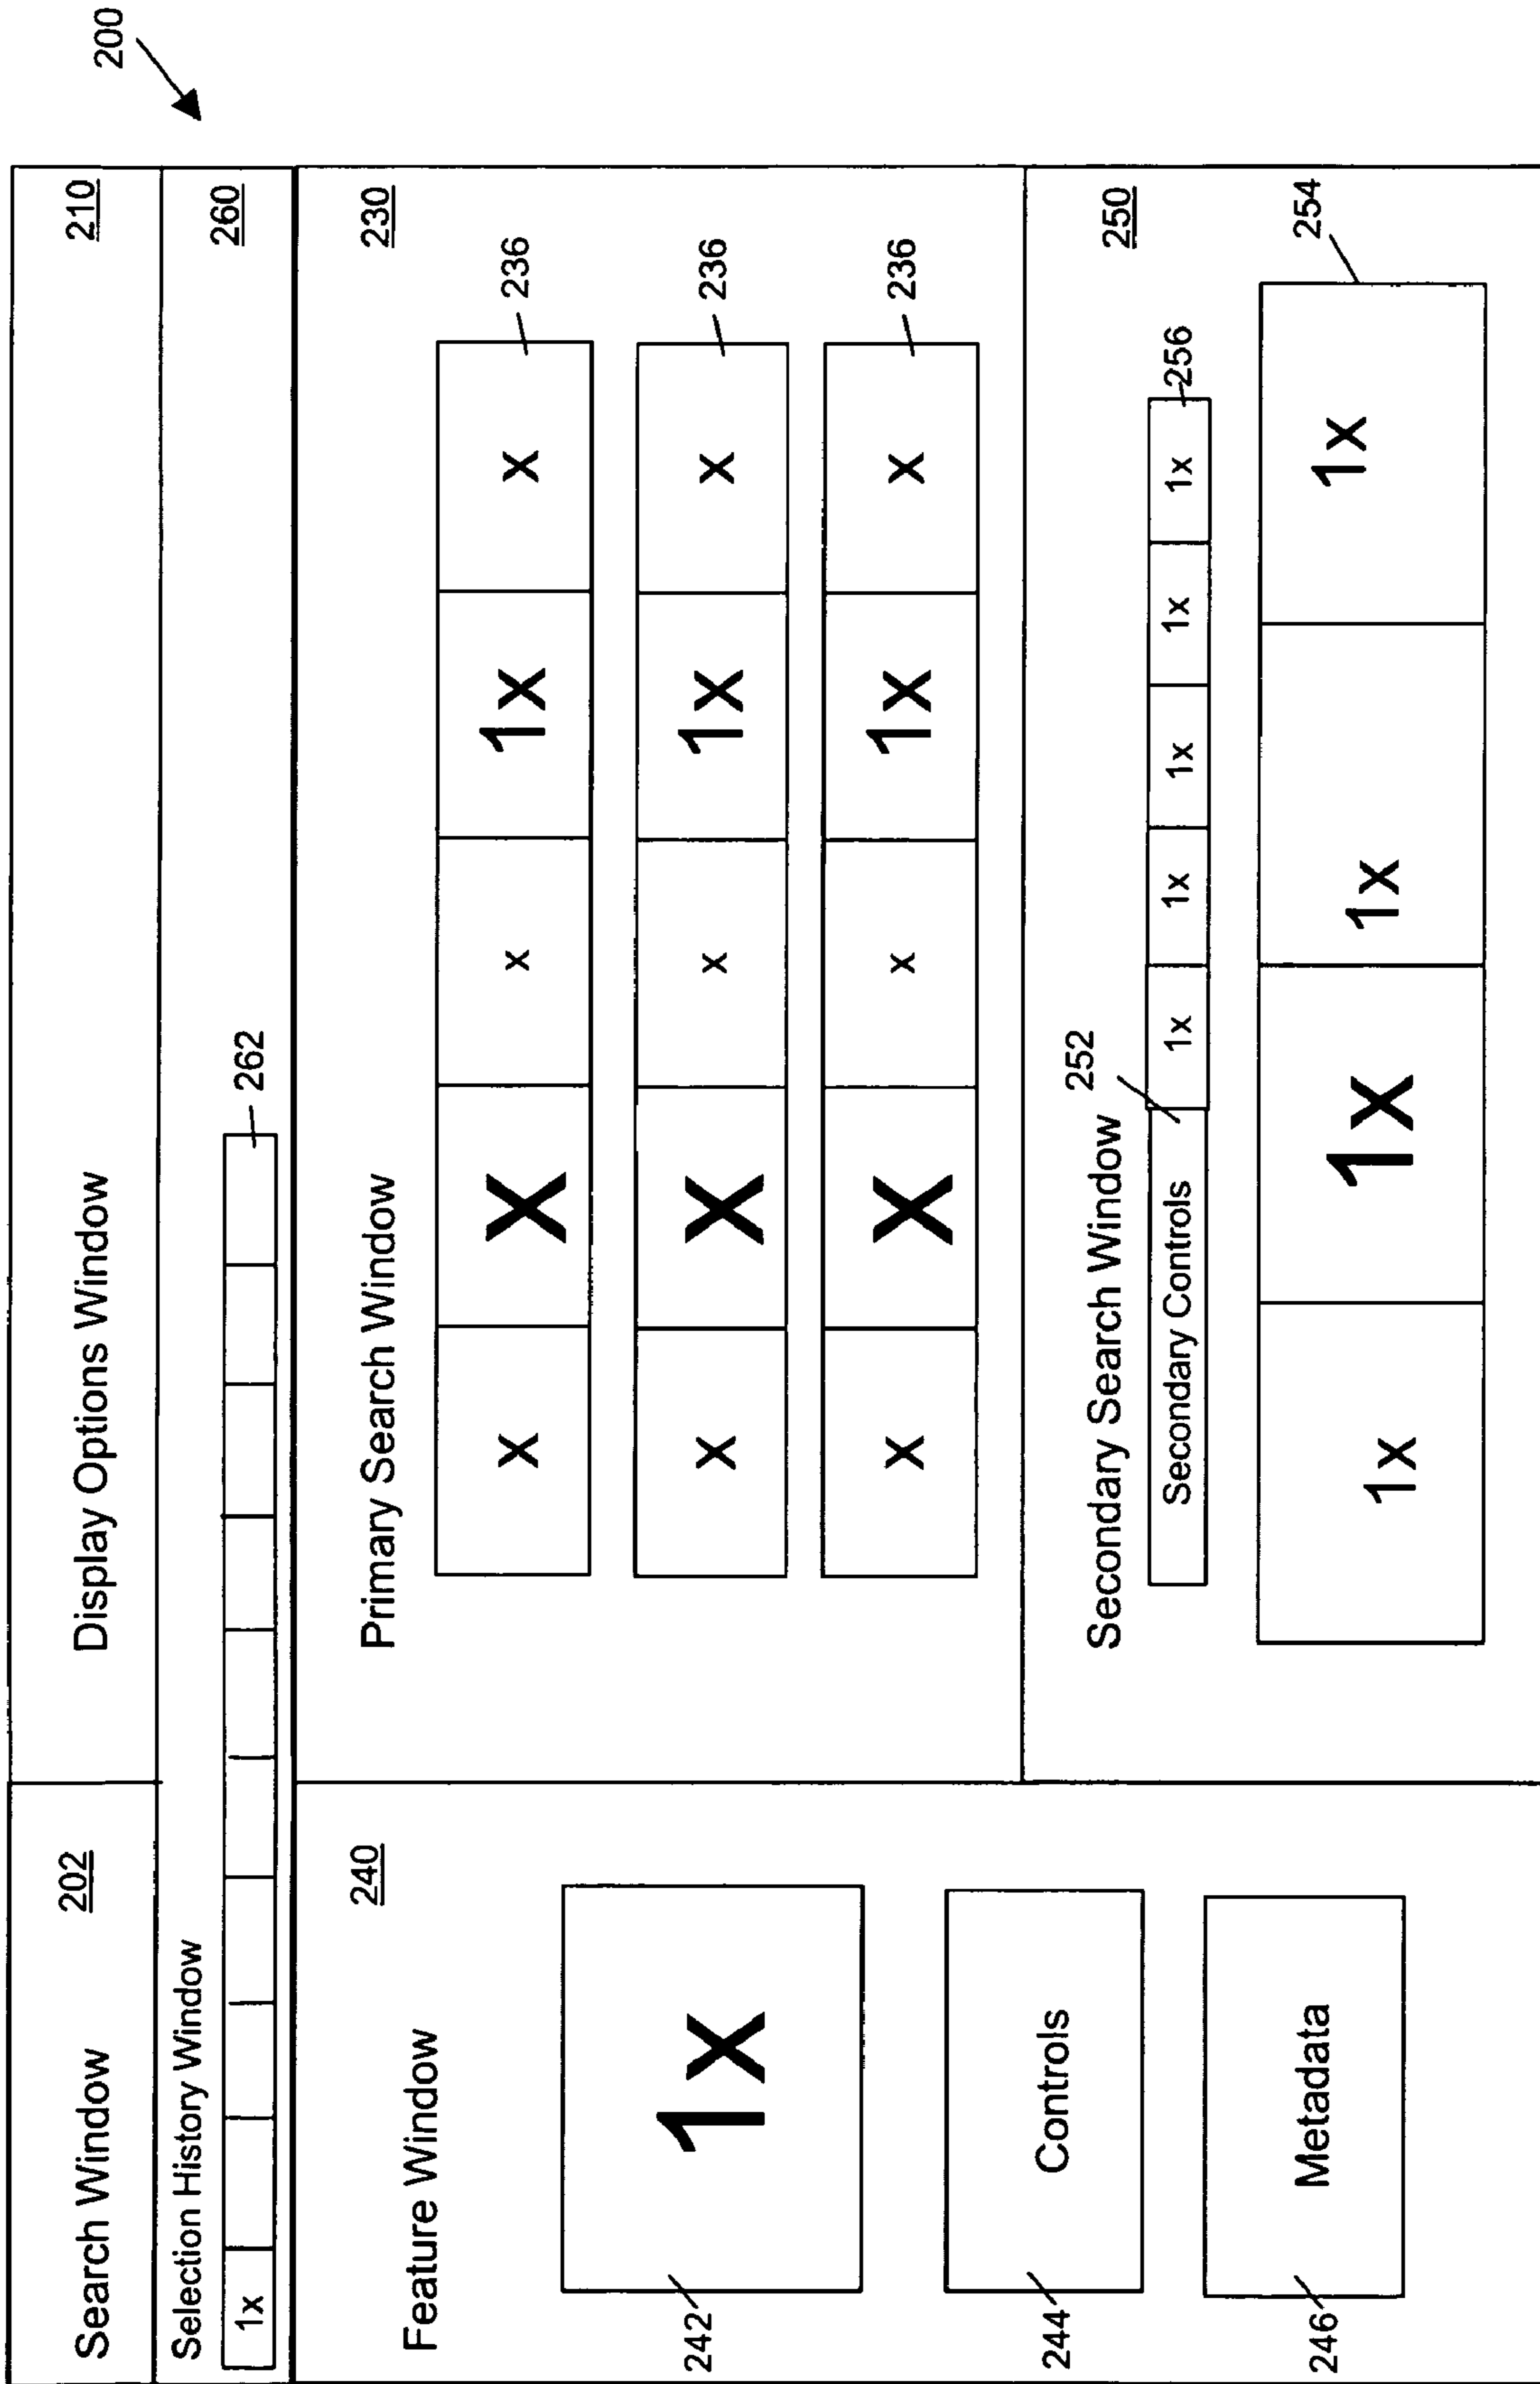 200
Search Window 202
Display Options Window 210
Selection History Window 260
1x
262
Feature Window 240
1x
242
Controls
244
Metadata
246
Primary Search Window 230
x X x 1x x 236
x X x 1x x 236
x X x 1x x 236
Secondary Search Window 250
252
Secondary Controls 1x 1x 1x 1x 1x 256
1x 1x 1x 1x
254